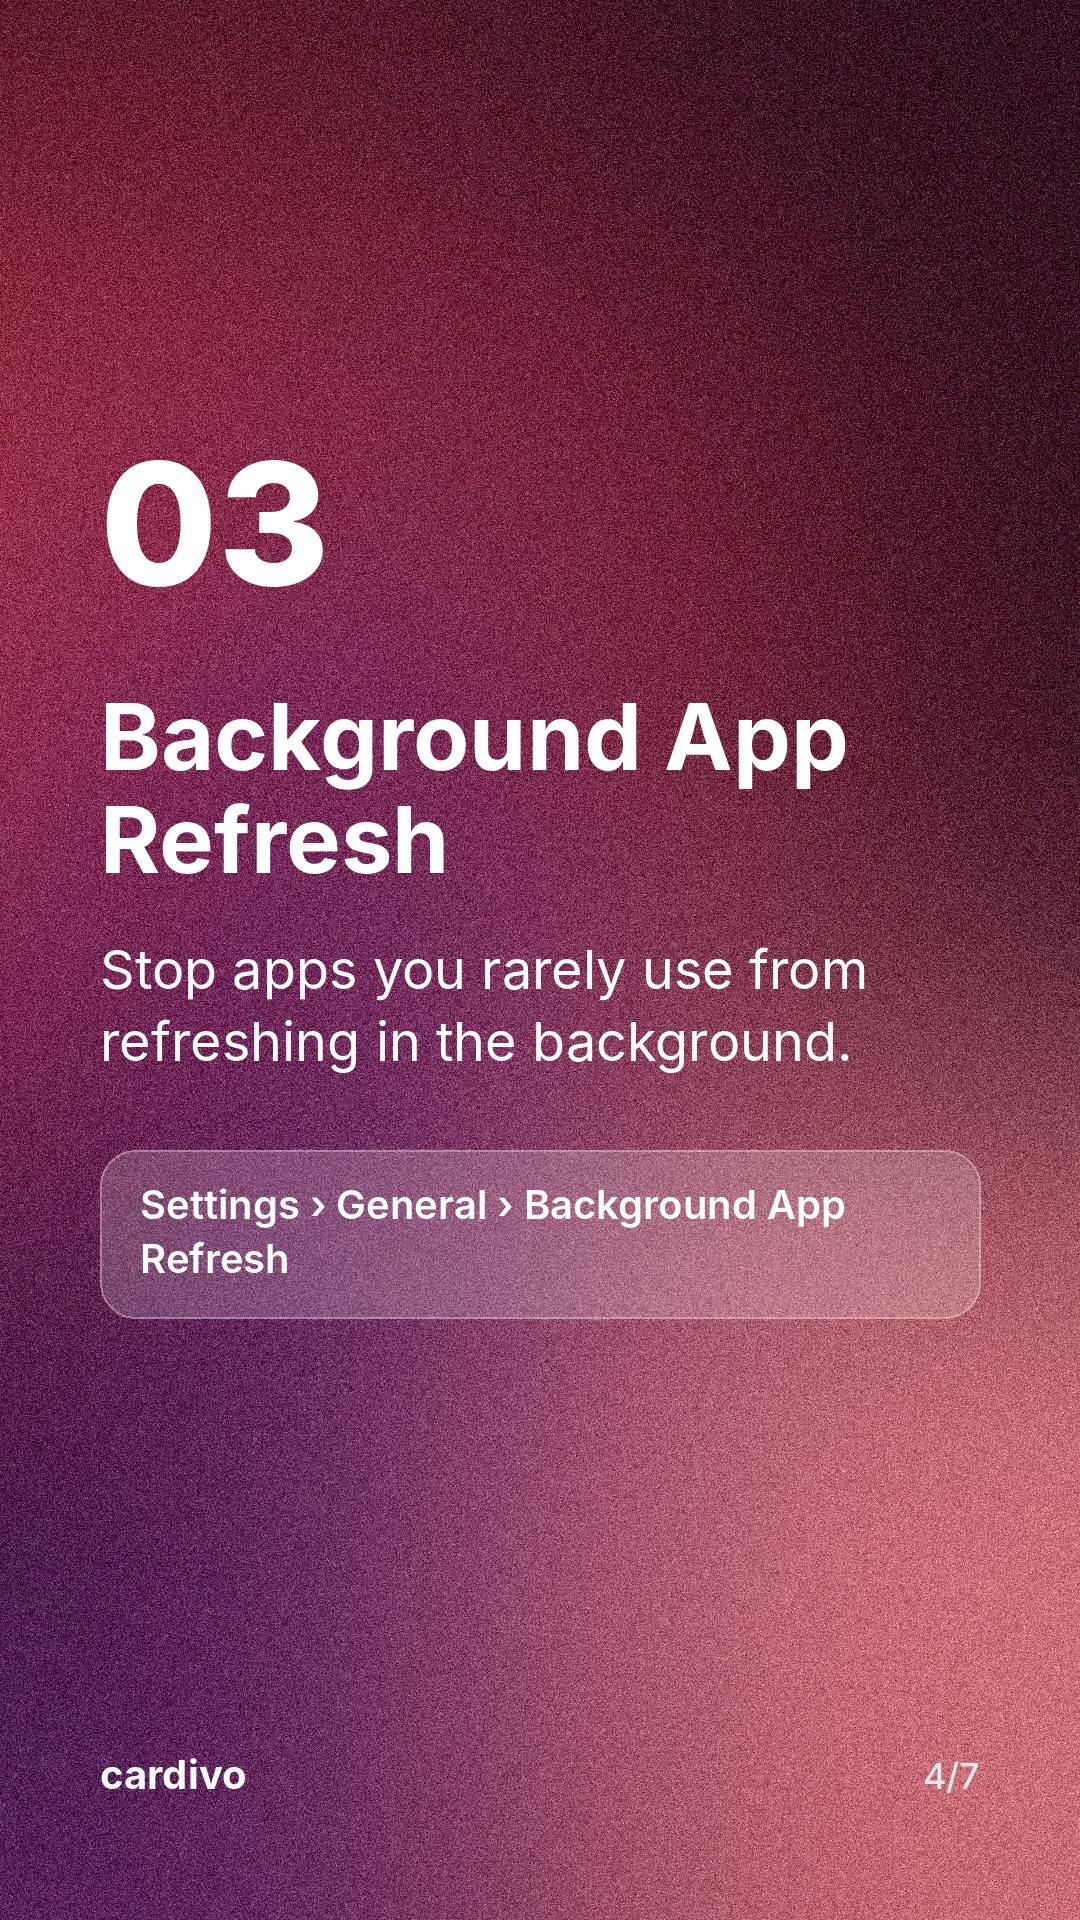 03
Background App
Refresh
Stop apps you rarely use from
refreshing in the background.
Settings › General › Background App
Refresh
cardivo
4/7